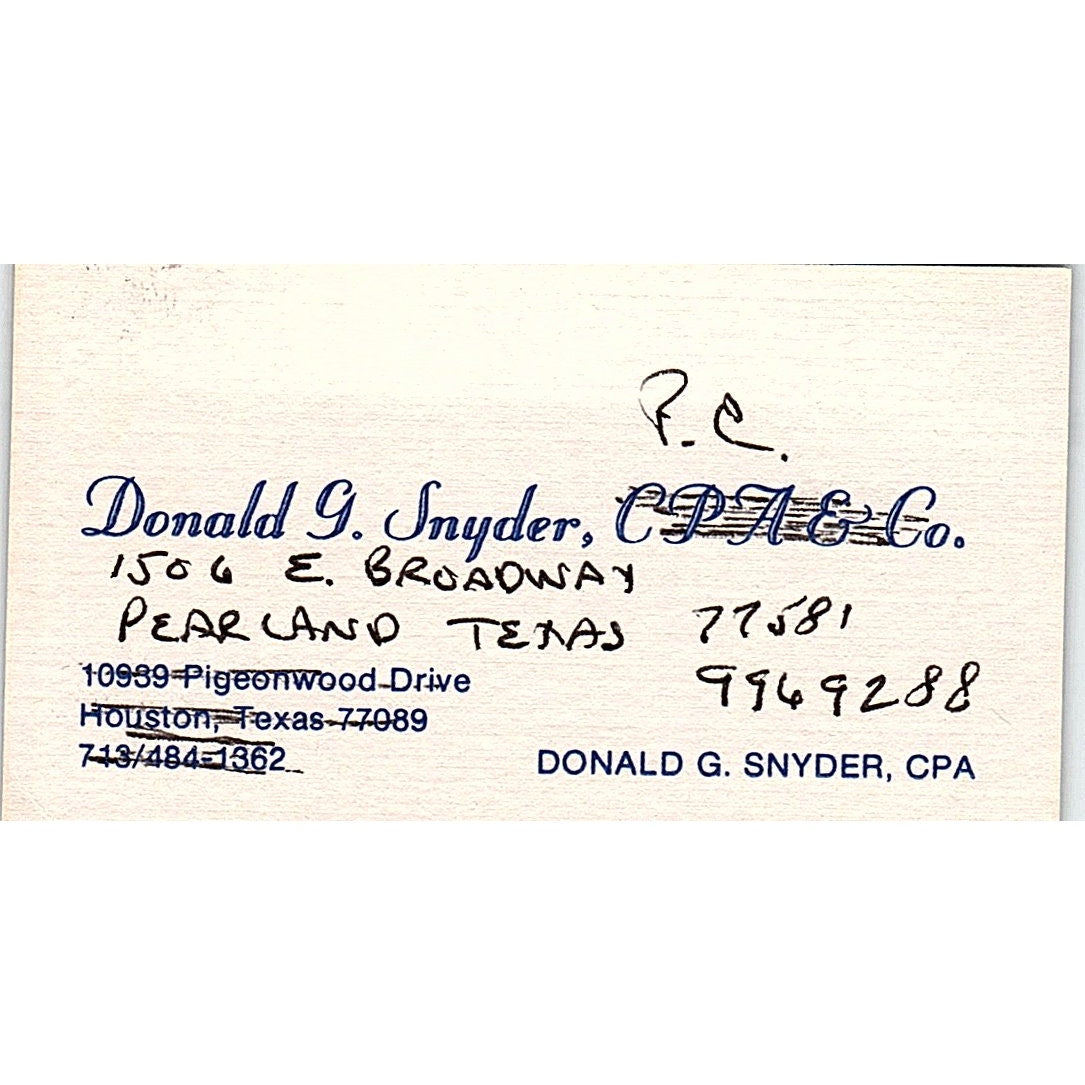 P.C.
Donald G. Snyder, CPA & Co.
1506 E. BROADWAY
PEARLAND TEXAS 77581
10939 Pigeonwood Drive
9969288
Houston, Texas 77089
713/484-1362
DONALD G. SNYDER, CPA